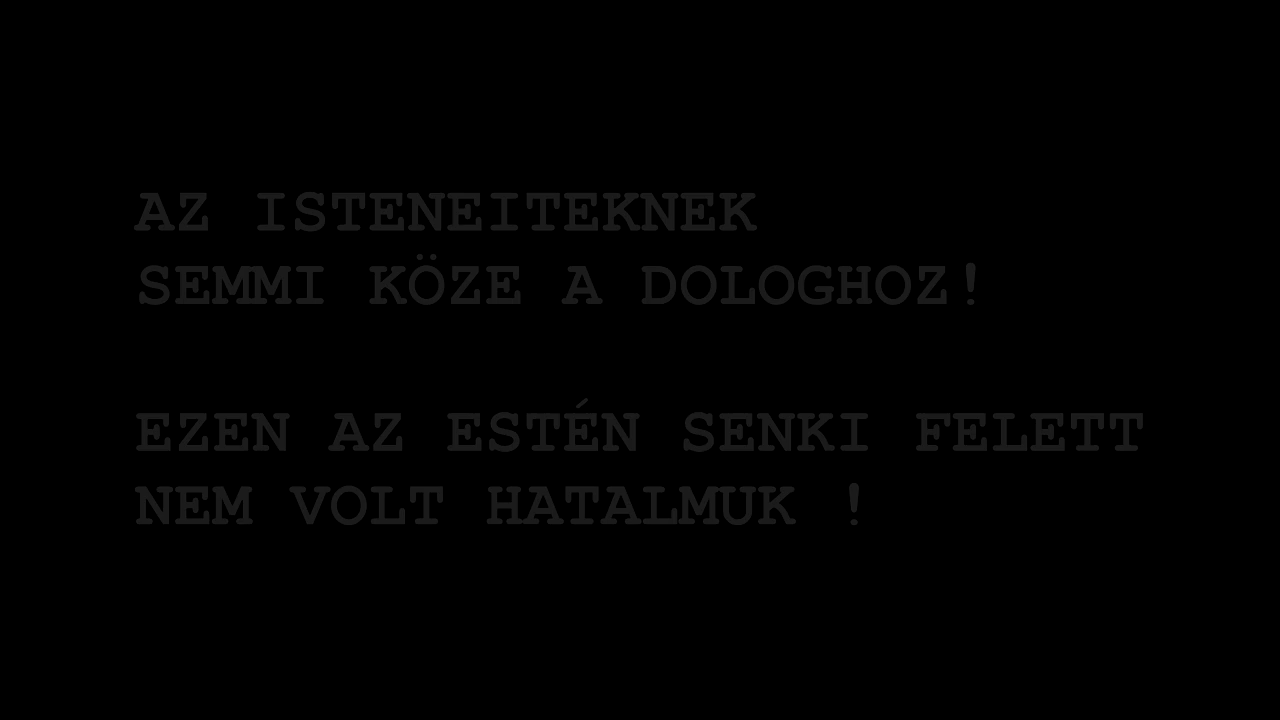 AZ ISTENEITEKNEK
SEMMI KÖZE A DOLOGHOZ!
EZEN AZ ESTÉN SENKI FELETT
NEM VOLT HATALMUK !